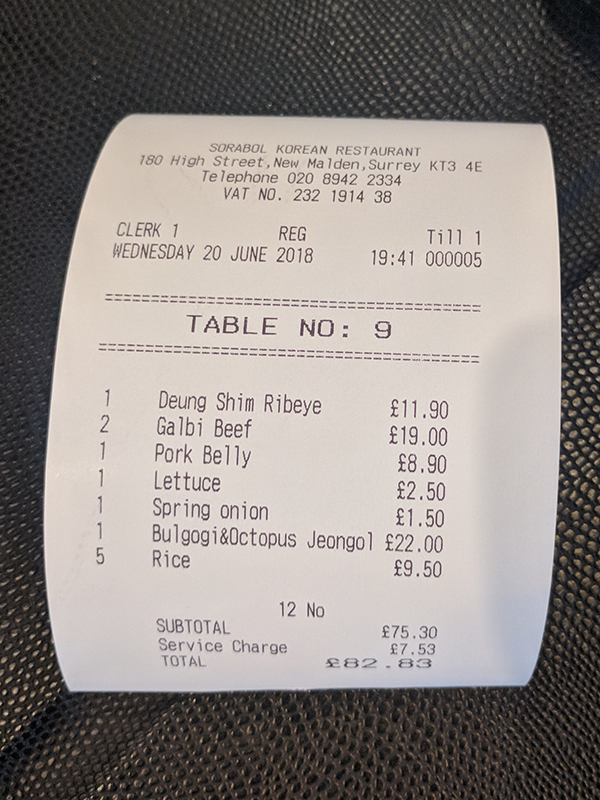 SORABOL KOREAN RESTAURANT
180 High Street,New Malden,Surrey KT3 4E
Telephone 020 8942 2334
VAT NO. 232 1914 38
CLERK 1 REG Till 1
WEDNESDAY 20 JUNE 2018 19:41 000005
TABLE NO: 9
1 Deung Shim Ribeye £11.90
2 Galbi Beef £19.00
1 Pork Belly £8.90
1 Lettuce £2.50
1 Spring onion £1.50
1 Bulgogi&Octopus Jeongol £22.00
5 Rice £9.50
12 No
SUBTOTAL £75.30
Service Charge £7.53
TOTAL £82.83